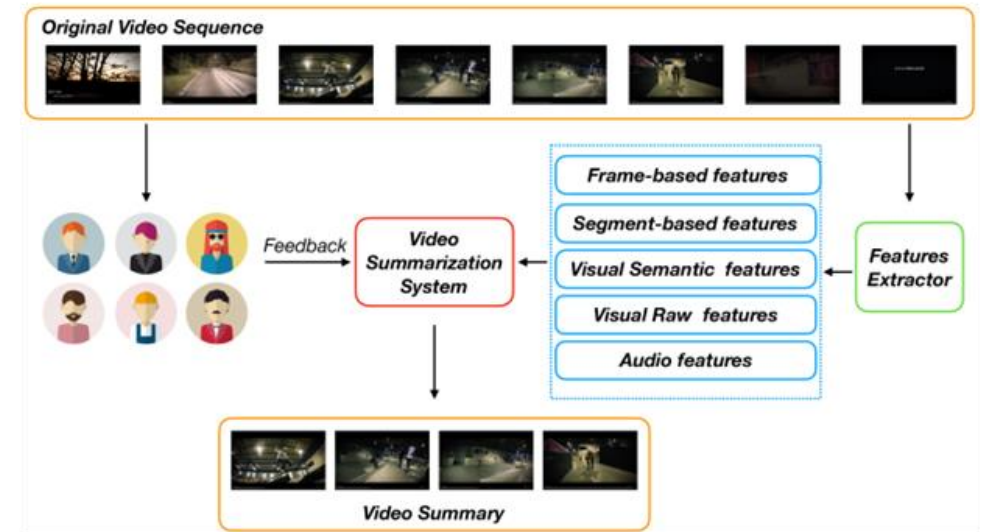 Original Video Sequence
Frame-based features
Segment-based features
Visual Semantic features
Visual Raw features
Audio features
Feedback
Video
Summarization
System
Features
Extractor
Video Summary